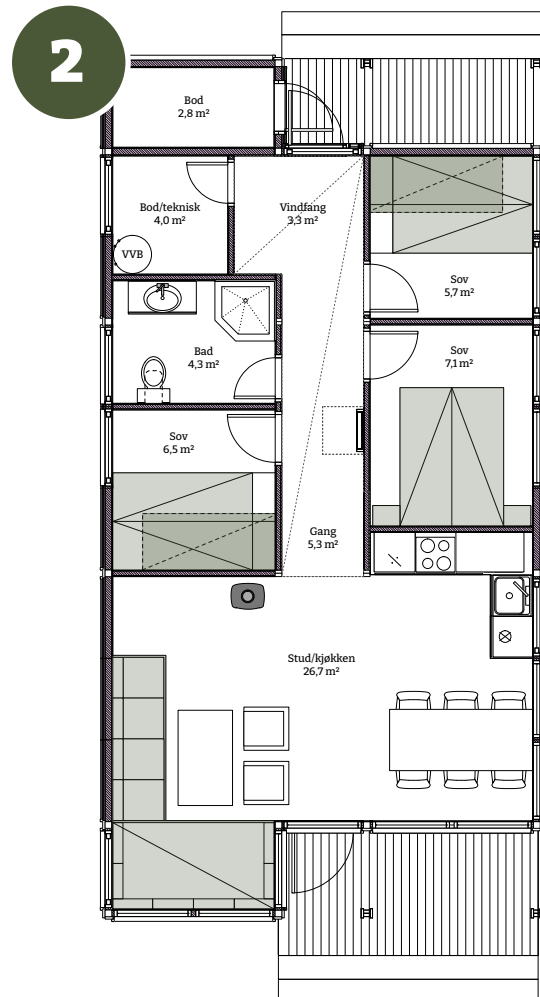 2
Bod
2,8 m²
Bod/teknisk
4,0 m²
Vindfang
3,3 m²
VVB
Sov
5,7 m²
Bad
4,3 m²
Sov
7,1 m²
Sov
6,5 m²
Gang
5,3 m²
Stud/kjøkken
26,7 m²